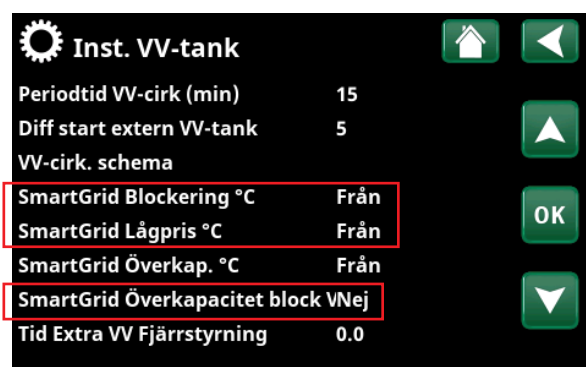 Inst. VV-tank
Periodtid VV-cirk (min) 15
Diff start extern VV-tank 5
VV-cirk. schema
SmartGrid Blockering °C Från
SmartGrid Lågpris °C Från
OK
SmartGrid Överkap. °C Från
SmartGrid Överkapacitet block Nej
Tid Extra VV Fjärrstyrning 0.0